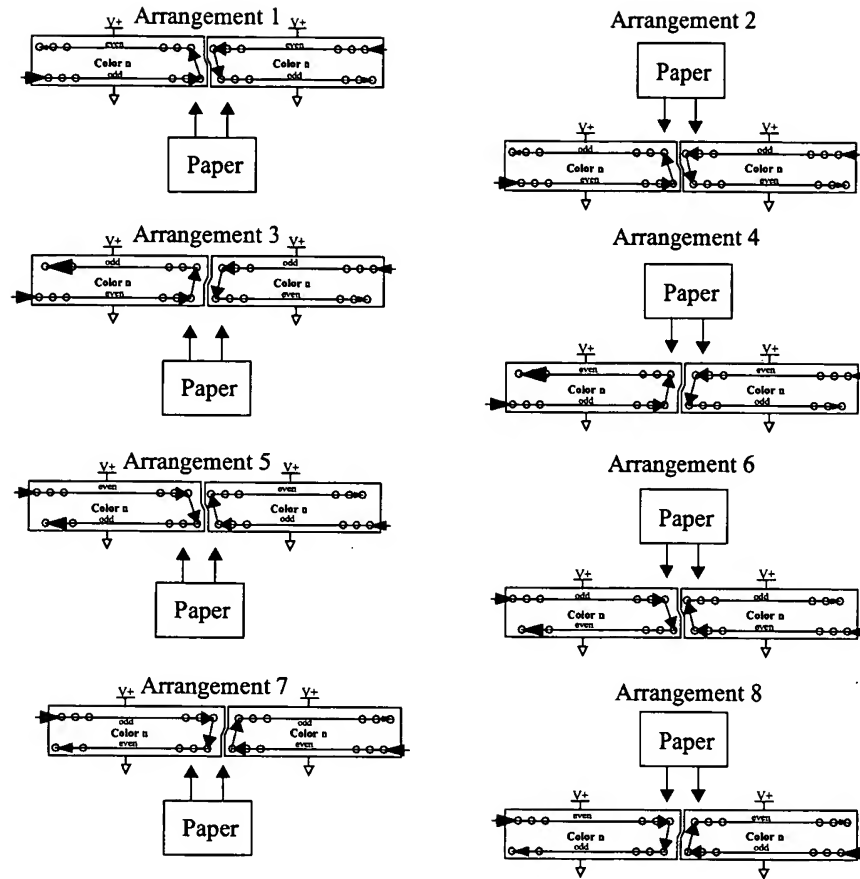 Arrangement 1
V+ V+
even even
Color n Color n
odd odd
Paper
Arrangement 2
Paper
V+ V+
odd odd
Color n Color n
even even
Arrangement 3
V+ V+
odd odd
Color n Color n
even even
Paper
Arrangement 4
Paper
V+ V+
even even
Color n Color n
odd odd
Arrangement 5
V+ V+
even even
Color n Color n
odd odd
Paper
Arrangement 6
Paper
V+ V+
odd odd
Color n Color n
even even
Arrangement 7
V+ V+
odd odd
Color n Color n
even even
Paper
Arrangement 8
Paper
V+ V+
even even
Color n Color n
odd odd